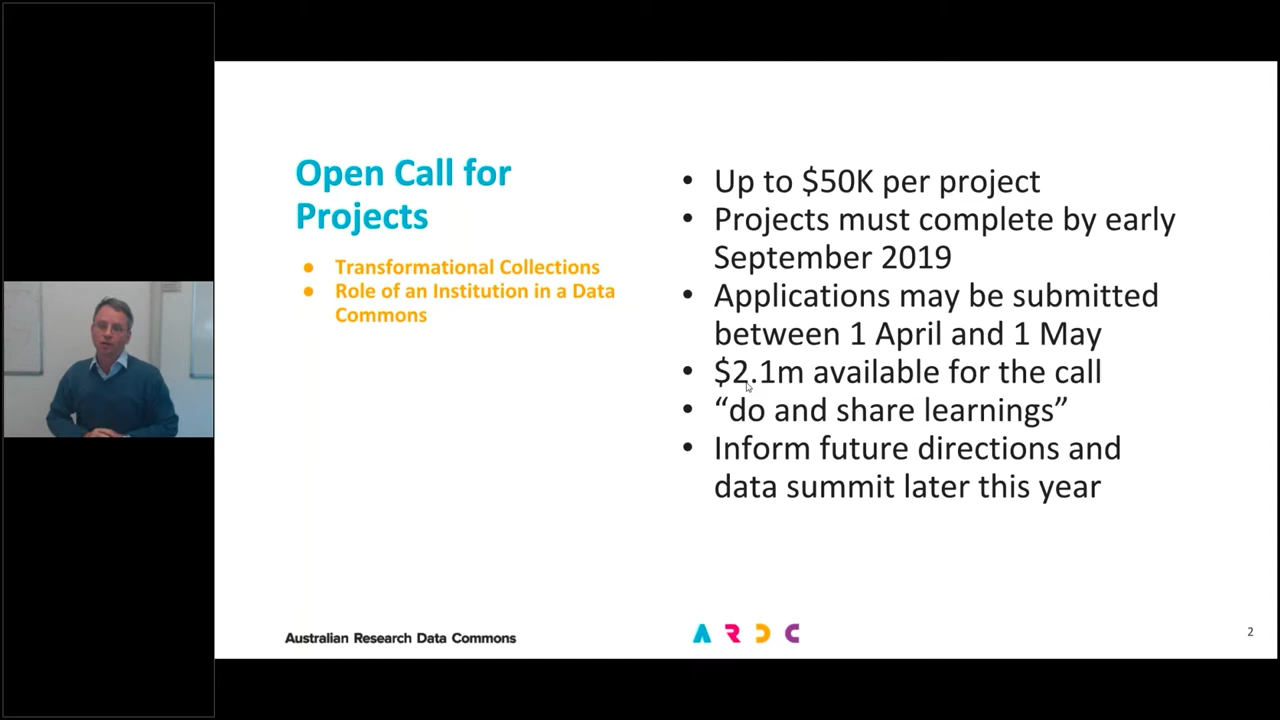 Open Call for
Projects
● Transformational Collections
● Role of an Institution in a Data
Commons
• Up to $50K per project
• Projects must complete by early
September 2019
• Applications may be submitted
between 1 April and 1 May
• $2.1m available for the call
• “do and share learnings”
• Inform future directions and
data summit later this year
Australian Research Data Commons
ARDC
2